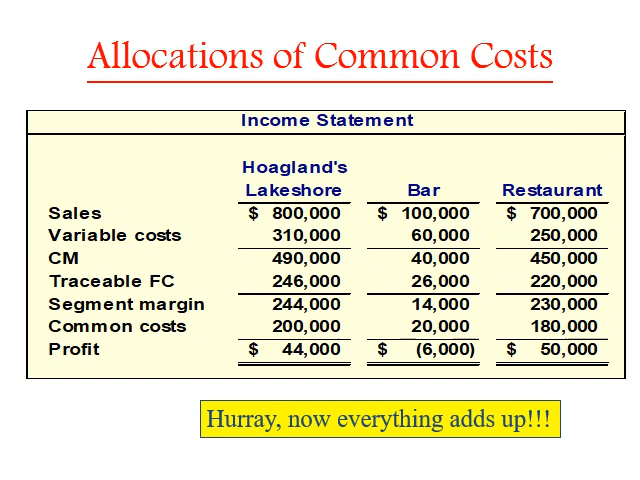 Allocations of Common Costs
Income Statement
Hoagland's
Lakeshore Bar Restaurant
Sales $ 800,000 $ 100,000 $ 700,000
Variable costs 310,000 60,000 250,000
CM 490,000 40,000 450,000
Traceable FC 246,000 26,000 220,000
Segment margin 244,000 14,000 230,000
Common costs 200,000 20,000 180,000
Profit $ 44,000 $ (6,000) $ 50,000
Hurray, now everything adds up!!!